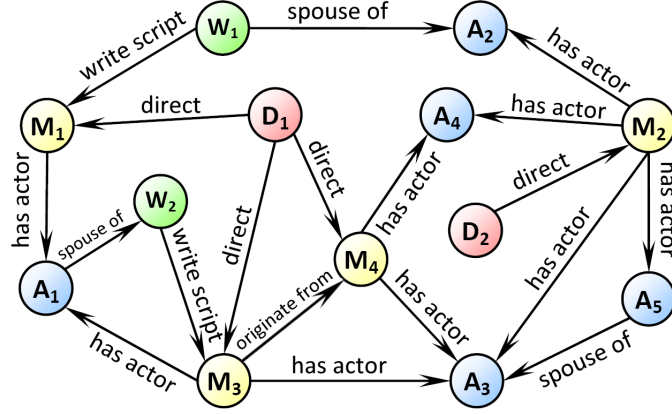 W₁
spouse of
A₂
write script
has actor
M₁
direct
D₁
A₄
has actor
M₂
has actor
spouse of
W₂
write script
direct
direct
M₄
has actor
direct
D₂
has actor
has actor
A₁
originate from
has actor
A₅
has actor
M₃
has actor
A₃
spouse of